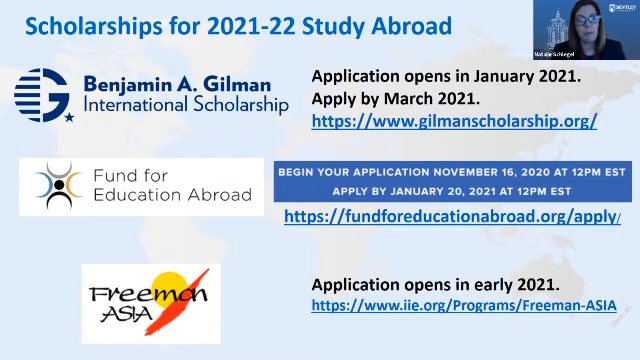 Scholarships for 2021-22 Study Abroad
BENTLEY
Natalie Schlegel
Benjamin A. Gilman
International Scholarship
Application opens in January 2021.
Apply by March 2021.
https://www.gilmanscholarship.org/
Fund for
Education Abroad
BEGIN YOUR APPLICATION NOVEMBER 16, 2020 AT 12PM EST
APPLY BY JANUARY 20, 2021 AT 12PM EST
https://fundforeducationabroad.org/apply/
Freeman
ASIA
Application opens in early 2021.
https://www.iie.org/Programs/Freeman-ASIA